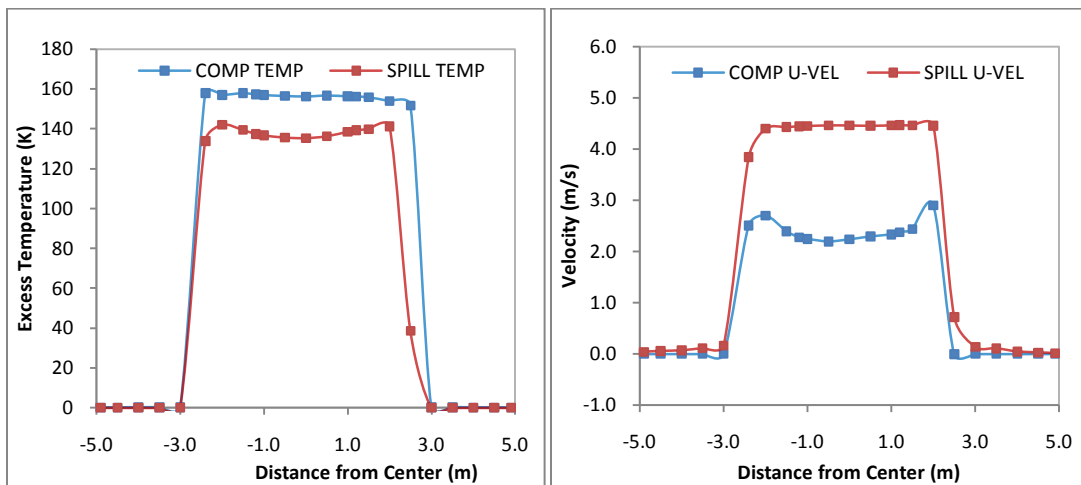 180
160
140
120
100
80
60
40
20
0
Excess Temperature (K)
COMP TEMP SPILL TEMP
-5.0 -3.0 -1.0 1.0 3.0 5.0
Distance from Center (m)
6.0
5.0
4.0
3.0
2.0
1.0
0.0
-1.0
Velocity (m/s)
COMP U-VEL SPILL U-VEL
-5.0 -3.0 -1.0 1.0 3.0 5.0
Distance from Center (m)